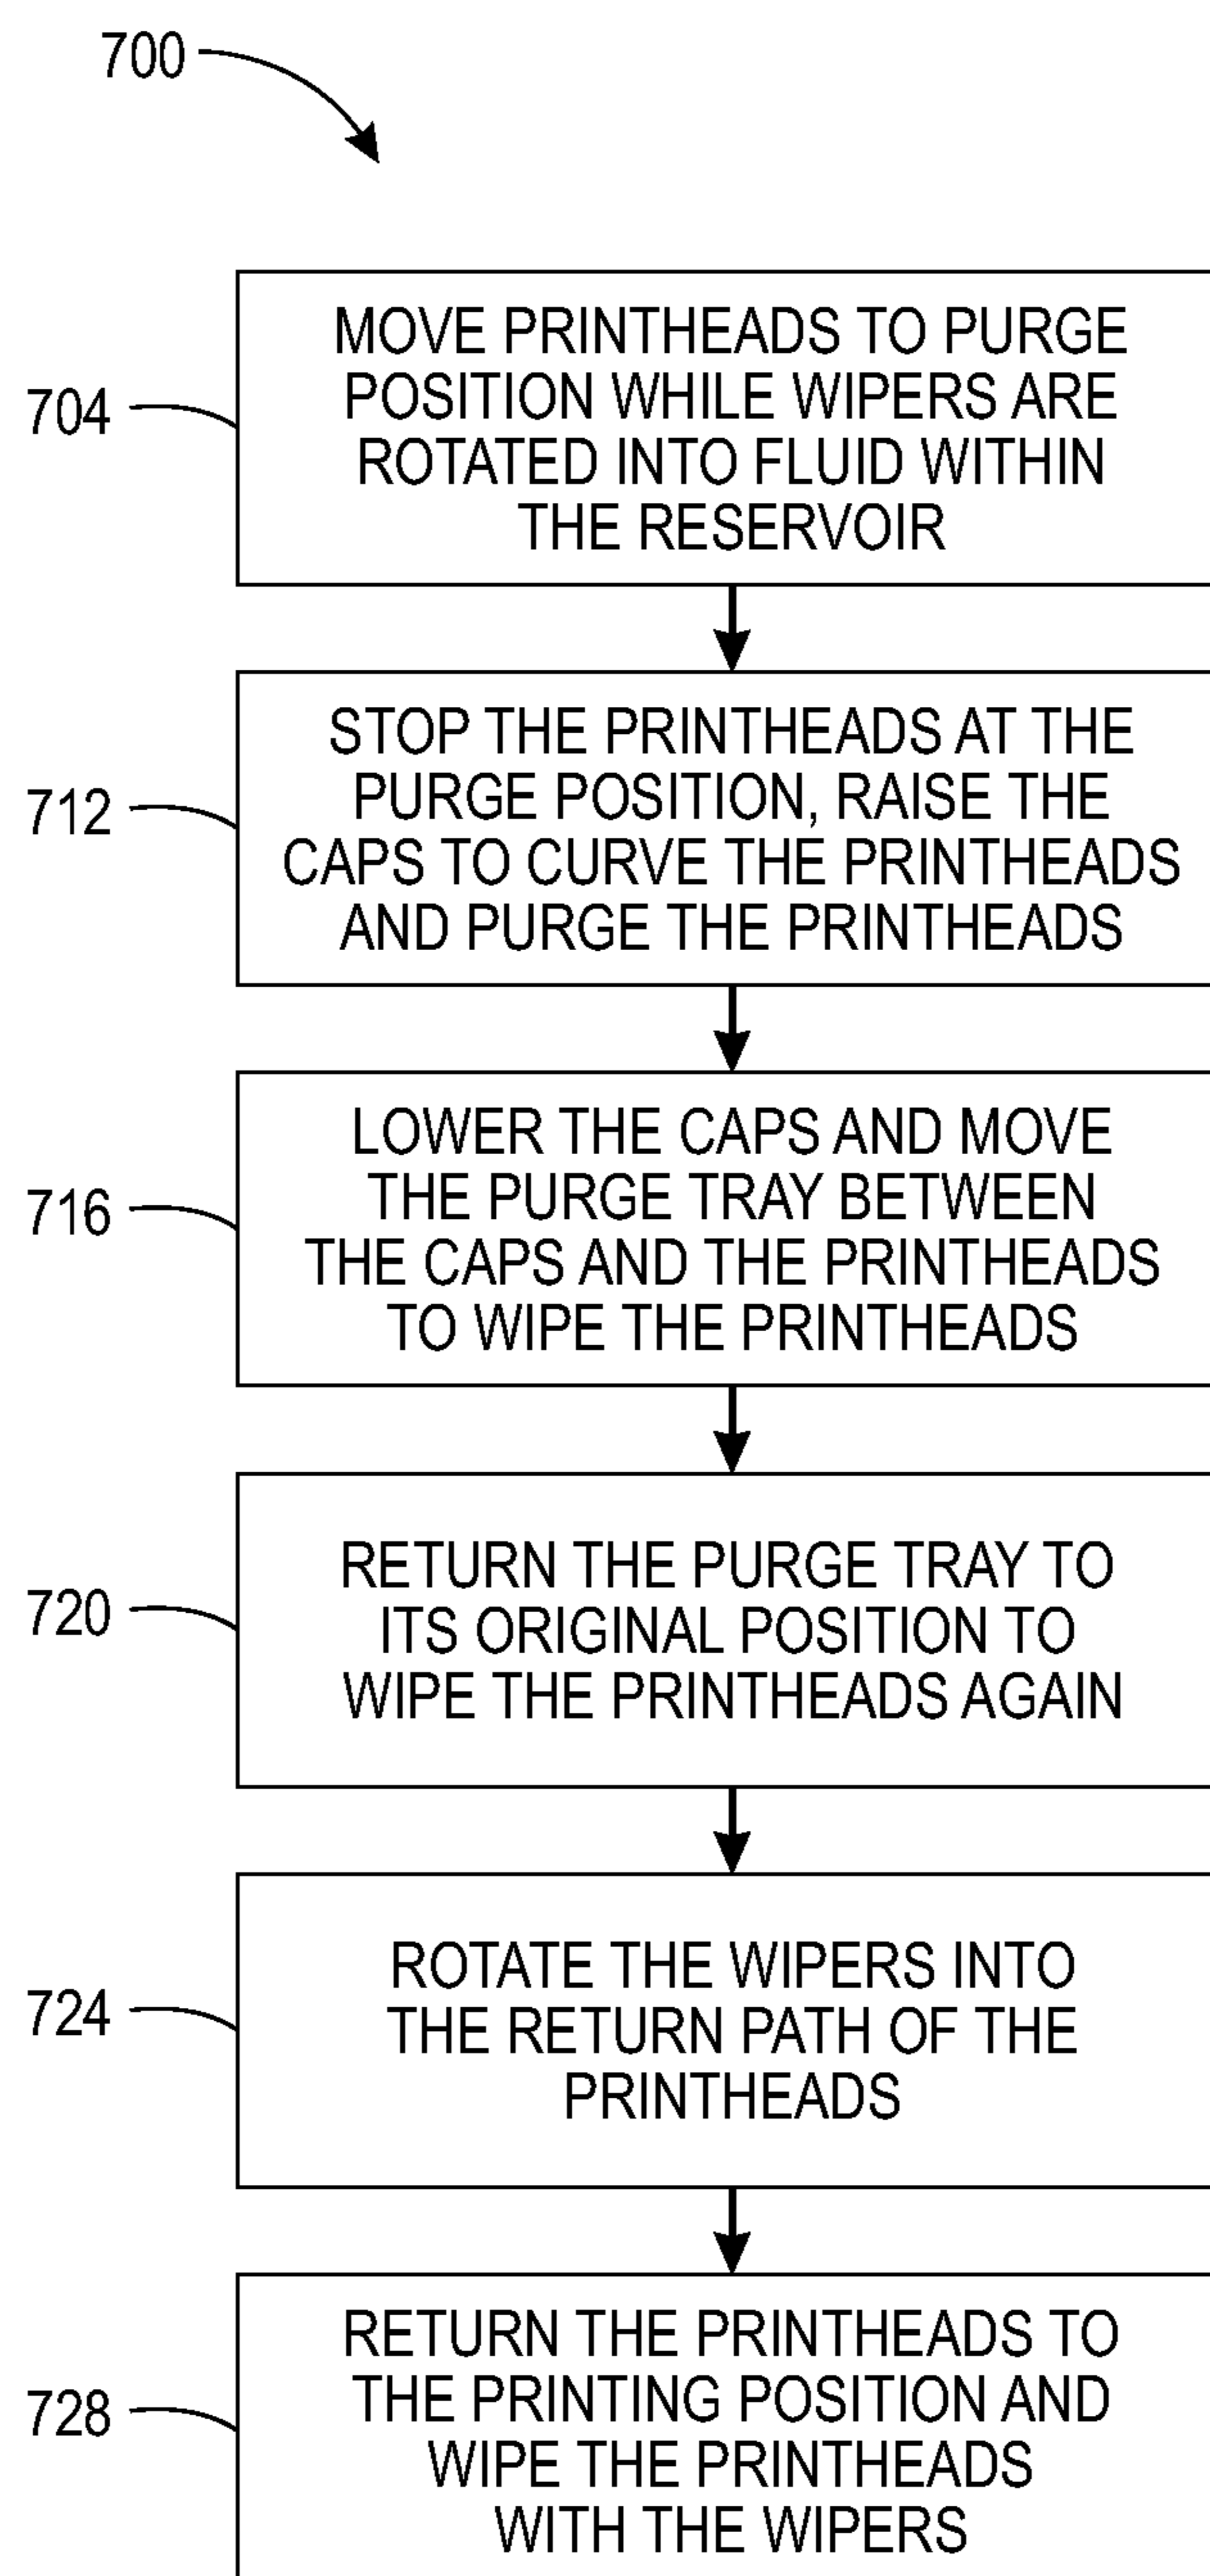 700
704
MOVE PRINTHEADS TO PURGE
POSITION WHILE WIPERS ARE
ROTATED INTO FLUID WITHIN
THE RESERVOIR
712
STOP THE PRINTHEADS AT THE
PURGE POSITION, RAISE THE
CAPS TO CURVE THE PRINTHEADS
AND PURGE THE PRINTHEADS
716
LOWER THE CAPS AND MOVE
THE PURGE TRAY BETWEEN
THE CAPS AND THE PRINTHEADS
TO WIPE THE PRINTHEADS
720
RETURN THE PURGE TRAY TO
ITS ORIGINAL POSITION TO
WIPE THE PRINTHEADS AGAIN
724
ROTATE THE WIPERS INTO
THE RETURN PATH OF THE
PRINTHEADS
728
RETURN THE PRINTHEADS TO
THE PRINTING POSITION AND
WIPE THE PRINTHEADS
WITH THE WIPERS